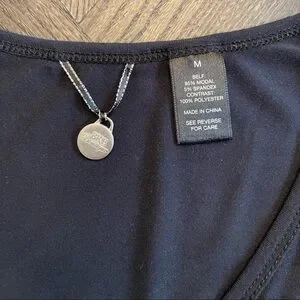 M
SELF
95% MODAL
5% SPANDEX
CONTRAST
100% POLYESTER
MADE IN CHINA
SEE REVERSE
FOR CARE